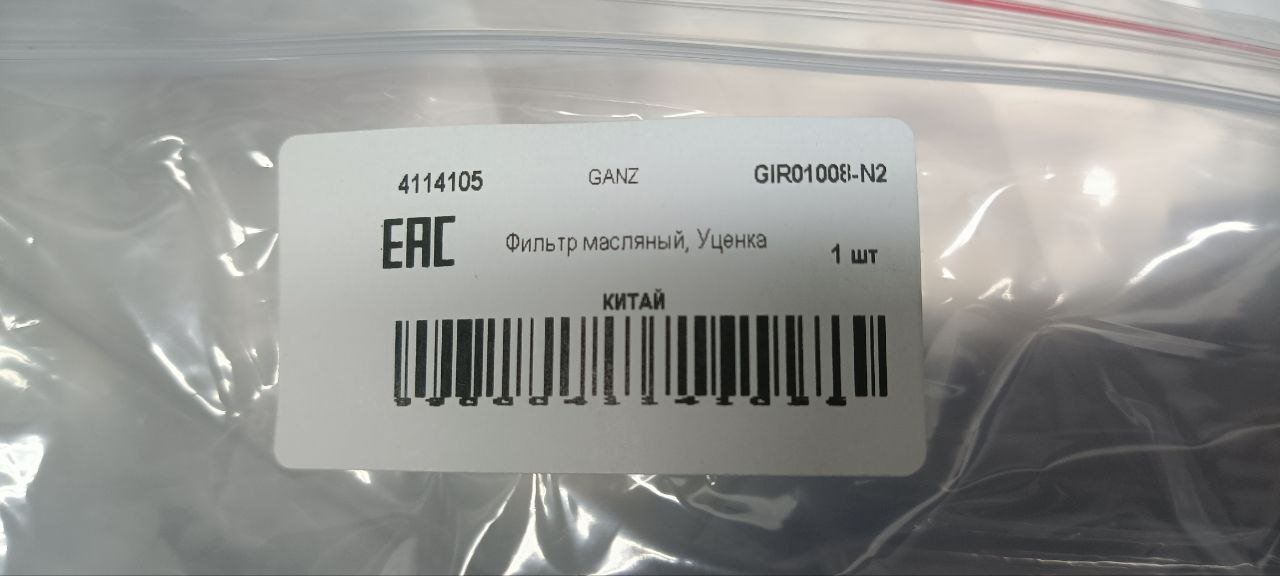 4114105 GANZ GIR01008-N2
EAC Фильтр масляный, Уценка 1 шт
КИТАЙ